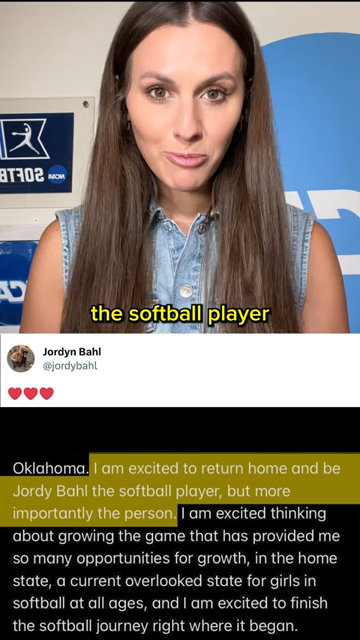 SOFTB
NCAA
the softball player
Jordyn Bahl
@jordybahl
❤️❤️❤️
Oklahoma. I am excited to return home and be
Jordy Bahl the softball player, but more
importantly the person. I am excited thinking
about growing the game that has provided me
so many opportunities for growth, in the home
state, a current overlooked state for girls in
softball at all ages, and I am excited to finish
the softball journey right where it began.